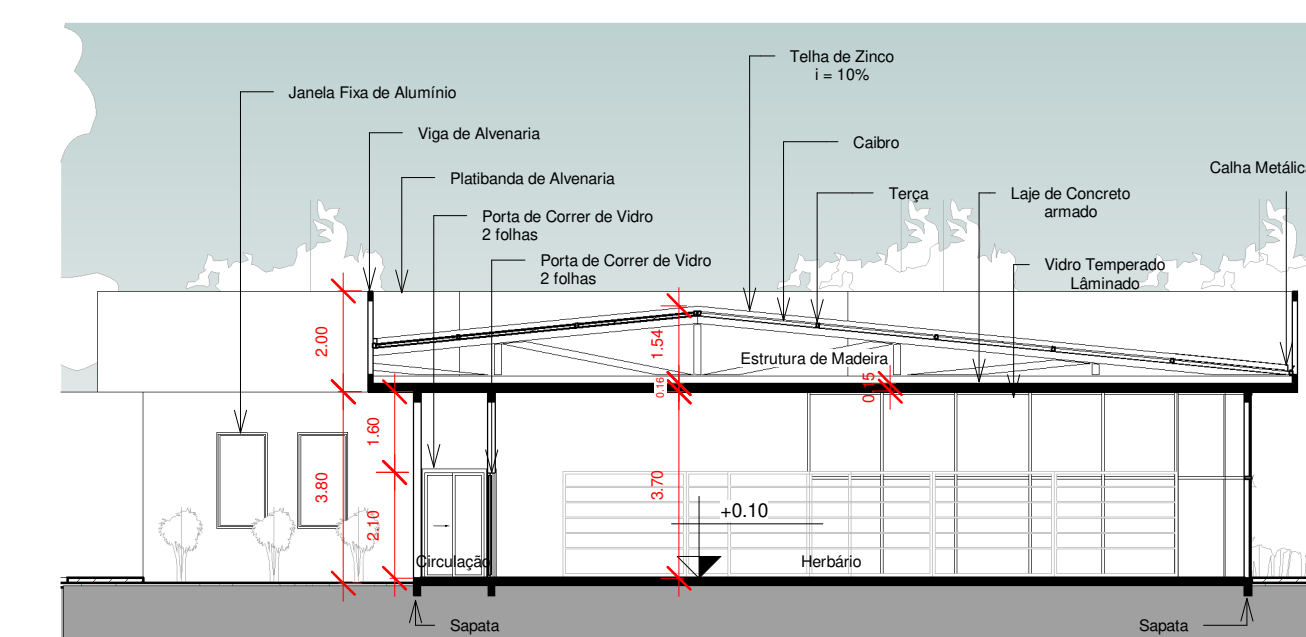 Telha de Zinco
i = 10%
Janela Fixa de Alumínio
Viga de Alvenaria
Caibro
Calha Metálic
Platibanda de Alvenaria
Terça
Laje de Concreto
armado
Porta de Correr de Vidro
2 folhas
Porta de Correr de Vidro
2 folhas
Vidro Temperado
Lâminado
2.00
1.54
Estrutura de Madeira
0.16
0.15
1.60
3.80
3.70
2.10
+0.10
Circulação
Herbário
Sapata
Sapata